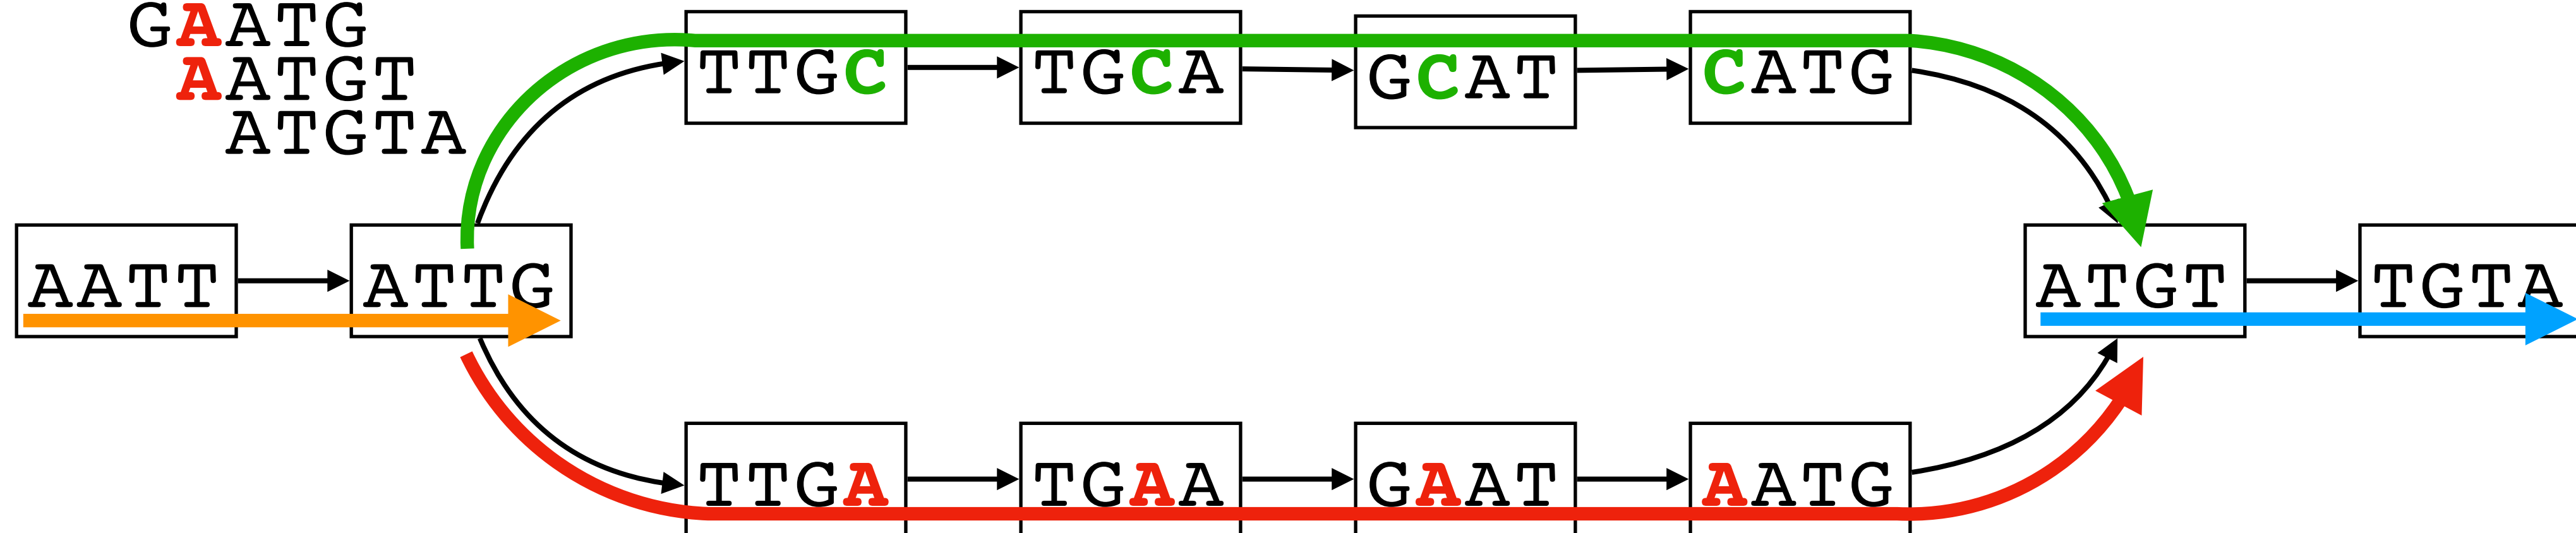 GAATG
AATGT
ATGTA
TTGC TGCA GCAT CATG
AATT ATTG ATGT TGTA
TTGA TGAA GAAT AATG